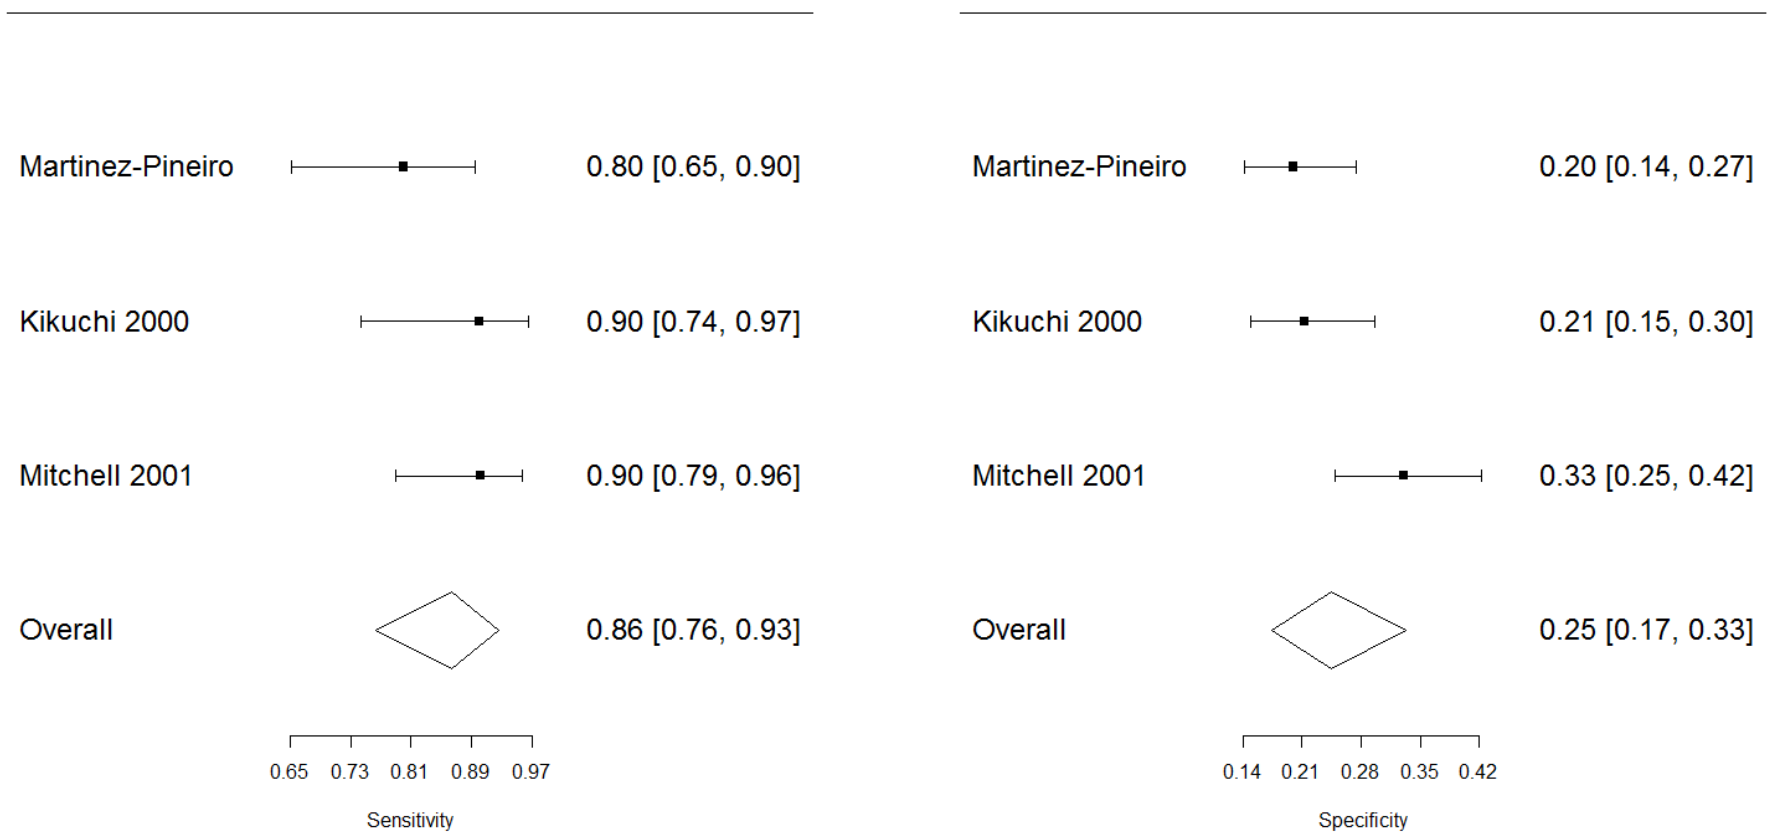 Martinez-Pineiro 0.80 [0.65, 0.90]
Kikuchi 2000 0.90 [0.74, 0.97]
Mitchell 2001 0.90 [0.79, 0.96]
Overall 0.86 [0.76, 0.93]
0.65 0.73 0.81 0.89 0.97
Sensitivity
Martinez-Pineiro 0.20 [0.14, 0.27]
Kikuchi 2000 0.21 [0.15, 0.30]
Mitchell 2001 0.33 [0.25, 0.42]
Overall 0.25 [0.17, 0.33]
0.14 0.21 0.28 0.35 0.42
Specificity